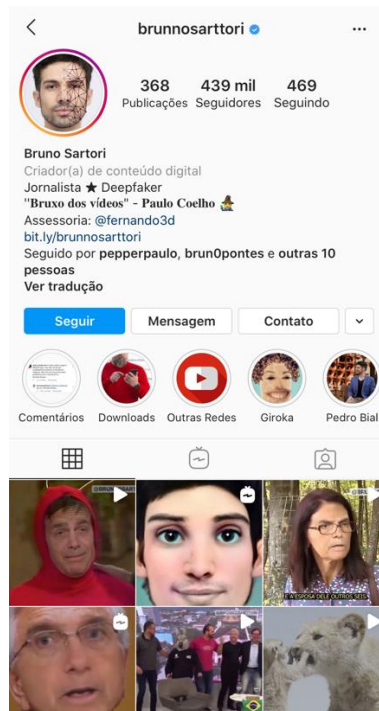 brunnosarttori
368 439 mil 469
Publicações Seguidores Seguindo
Bruno Sartori
Criador(a) de conteúdo digital
Jornalista ★ Deepfaker
"Bruxo dos vídeos" - Paulo Coelho
Assessoria: @fernando3d
bit.ly/brunnosarttori
Seguido por pepperpaulo, brun0pontes e outras 10
pessoas
Ver tradução
Seguir Mensagem Contato
Comentários Downloads Outras Redes Giroka Pedro Bial
E A ESPOSA DELE OUTROS SEIS.